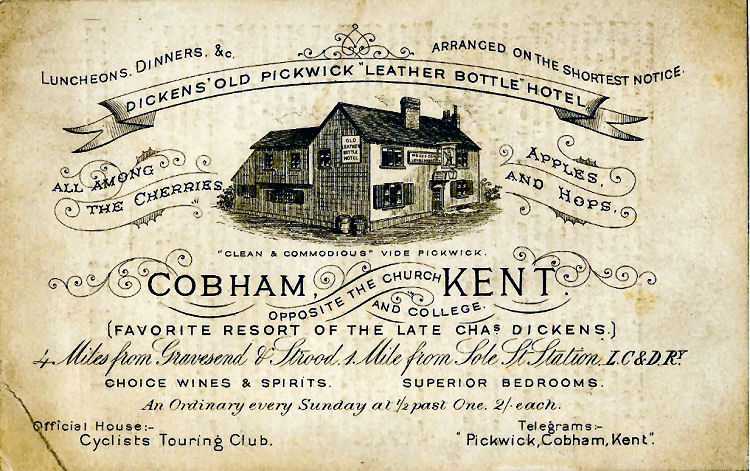 LUNCHEONS, DINNERS, &c. ARRANGED ON THE SHORTEST NOTICE.
DICKENS' OLD PICKWICK "LEATHER BOTTLE" HOTEL
OLD
LEATHER
BOTTLE
HOTEL
ALL AMONG
THE CHERRIES,
APPLES,
AND HOPS.
"CLEAN & COMMODIOUS" VIDE PICKWICK.
COBHAM, KENT.
OPPOSITE THE CHURCH
AND COLLEGE.
(FAVORITE RESORT OF THE LATE CHAS DICKENS.)
4 Miles from Gravesend & Strood, 1 Mile from Sole St Station, L.C & D. RY.
CHOICE WINES & SPIRITS. SUPERIOR BEDROOMS.
An Ordinary every Sunday at 1/2 past One. 2/- each.
Official House:-
Cyclists Touring Club.
Telegrams:-
"Pickwick, Cobham, Kent".